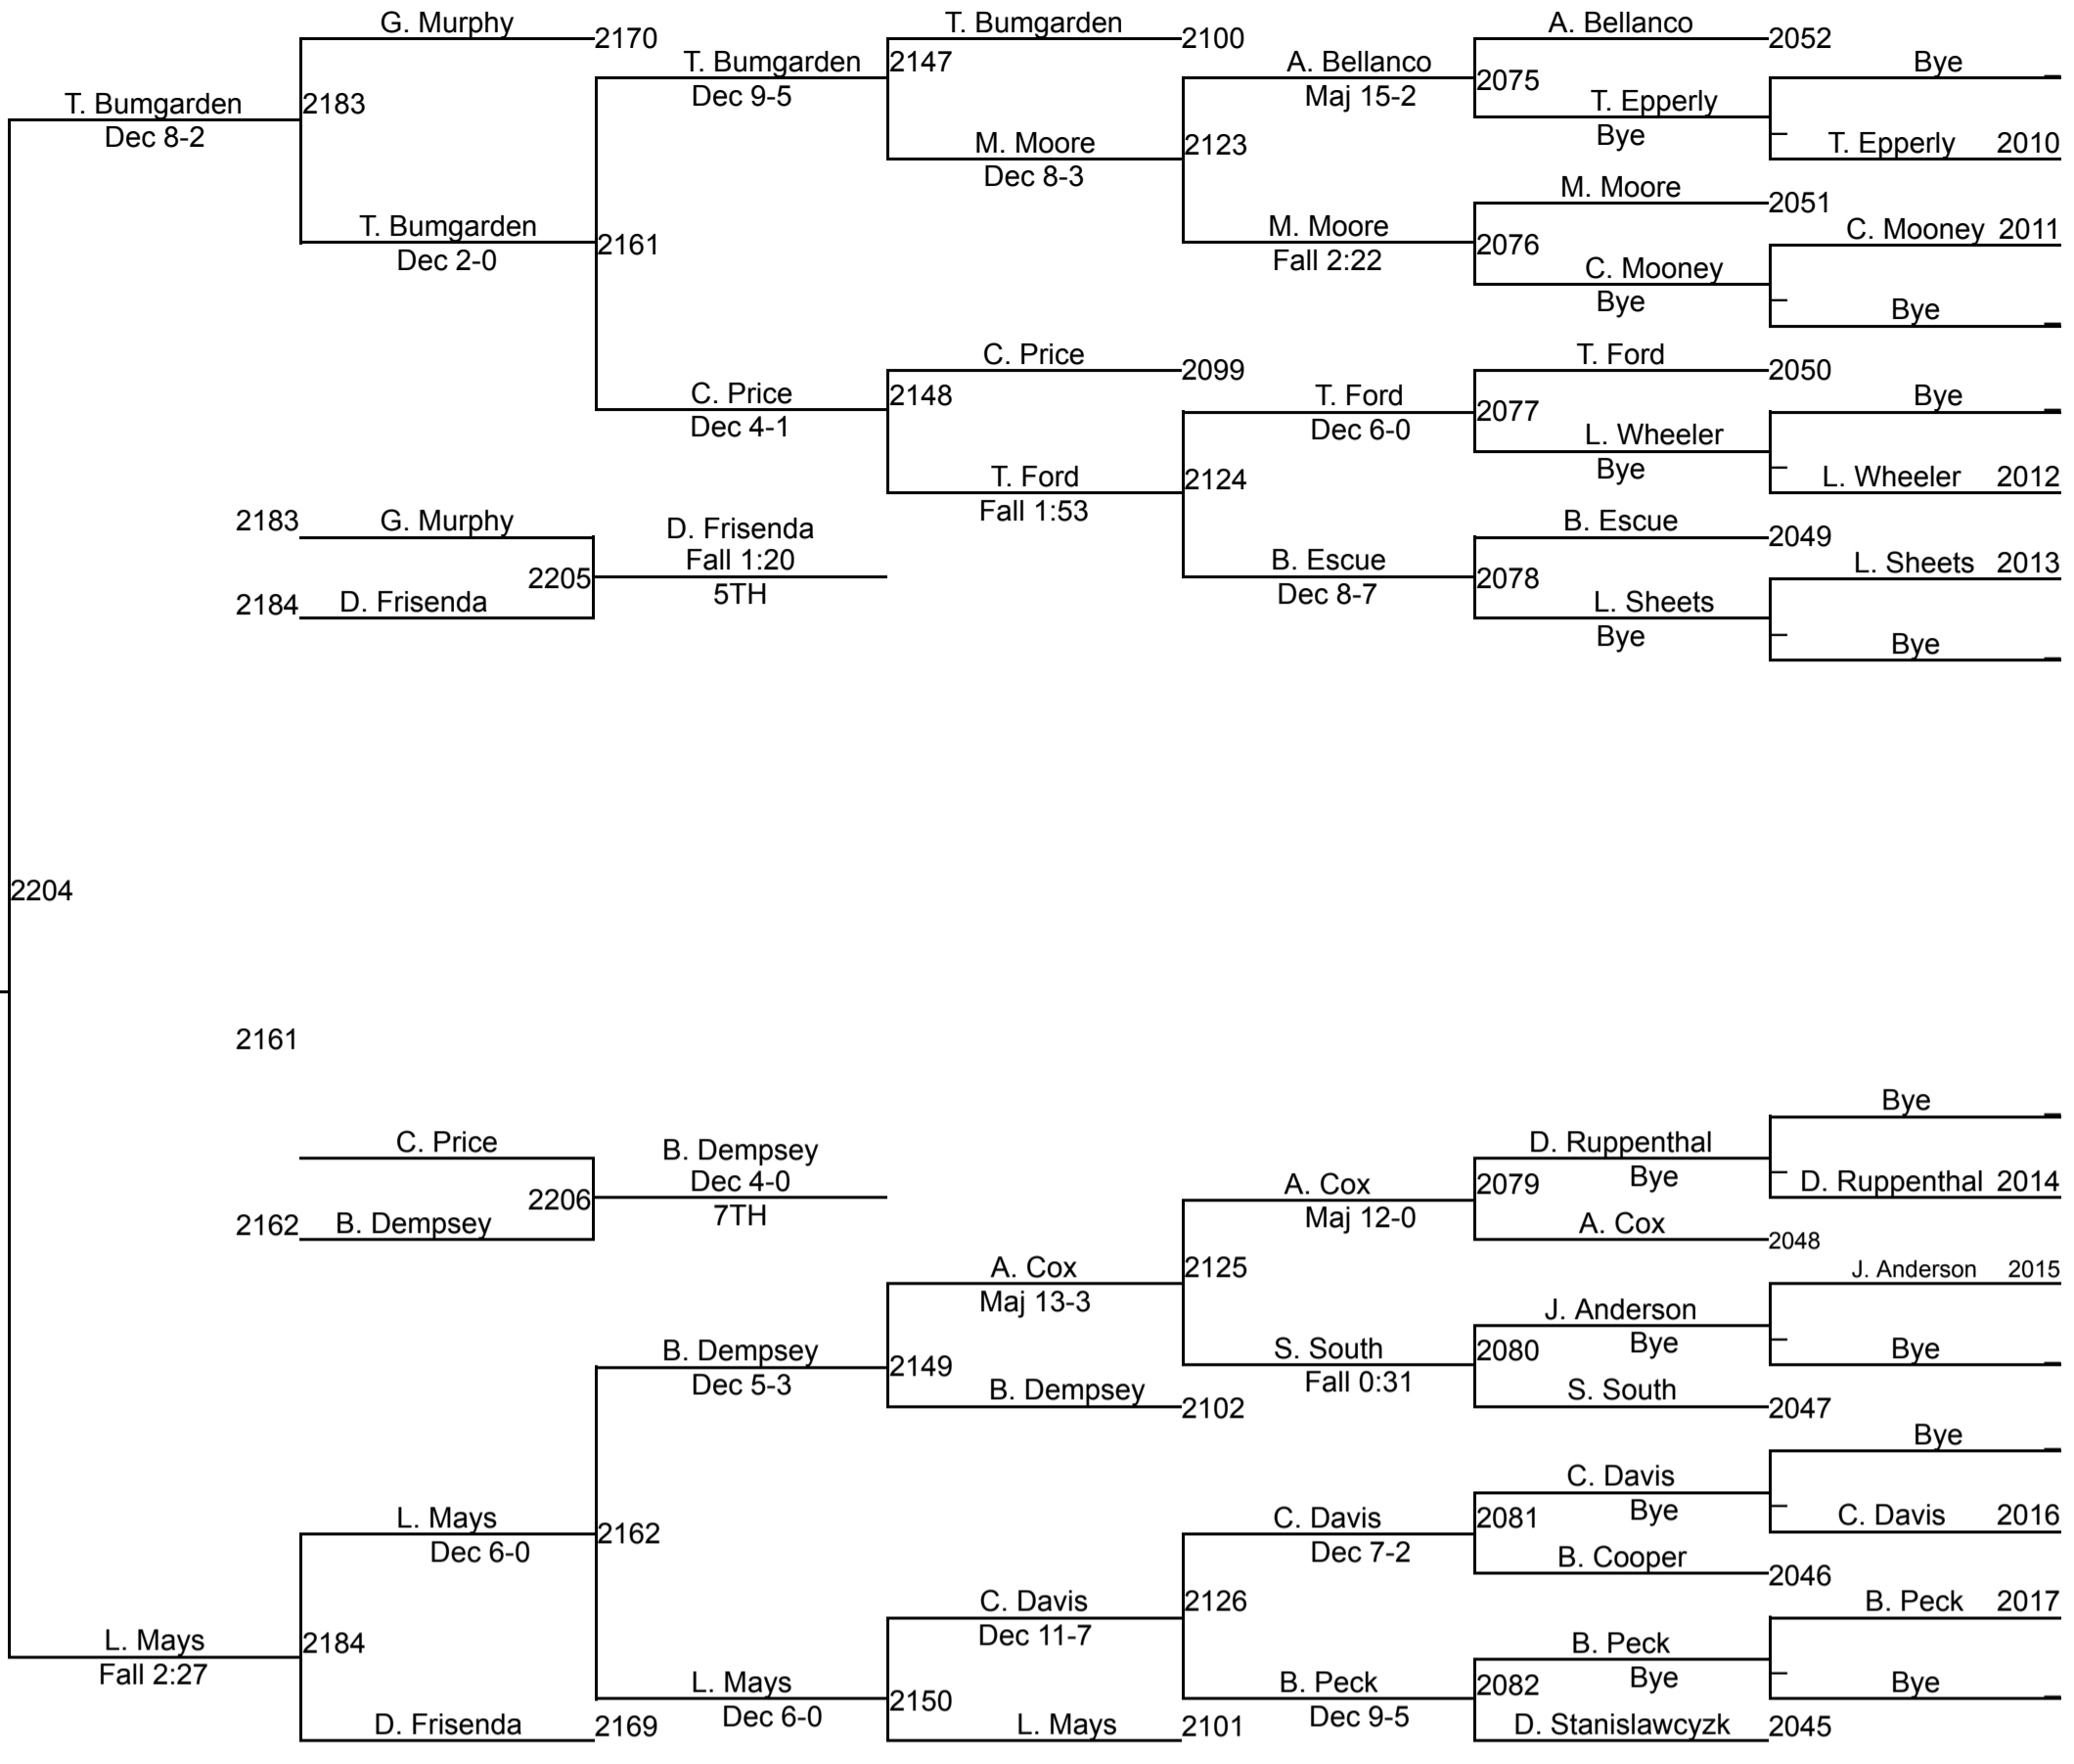 G. Murphy
2170
T. Bumgarden
2100
A. Bellanco
2052
T. Bumgarden
2147
A. Bellanco
Bye
Dec 9-5
Maj 15-2
2075
T. Bumgarden
2183
T. Epperly
Dec 8-2
M. Moore
2123
Bye
T. Epperly 2010
Dec 8-3
M. Moore
2051
T. Bumgarden
2161
M. Moore
2076
C. Mooney 2011
Dec 2-0
Fall 2:22
C. Mooney
Bye
Bye
C. Price
2099
T. Ford
2050
C. Price
2148
T. Ford
2077
Bye
Dec 4-1
Dec 6-0
L. Wheeler
T. Ford
2124
Bye
L. Wheeler 2012
Fall 1:53
2183
G. Murphy
D. Frisenda
B. Escue
2049
Fall 1:20
B. Escue
2078
L. Sheets 2013
2205
5TH
Dec 8-7
2184
D. Frisenda
L. Sheets
Bye
Bye
2204
2161
Bye
C. Price
B. Dempsey
D. Ruppenthal
Dec 4-0
A. Cox
2079
Bye
D. Ruppenthal 2014
2206
7TH
Maj 12-0
2162
B. Dempsey
A. Cox
2048
A. Cox
2125
J. Anderson 2015
Maj 13-3
J. Anderson
B. Dempsey
2149
S. South
2080
Bye
Bye
Dec 5-3
Fall 0:31
B. Dempsey
2102
S. South
2047
Bye
C. Davis
L. Mays
2162
C. Davis
2081
Bye
C. Davis 2016
Dec 6-0
Dec 7-2
B. Cooper
2046
C. Davis
2126
B. Peck 2017
Dec 11-7
L. Mays
2184
B. Peck
Fall 2:27
L. Mays
2150
B. Peck
2082
Bye
Bye
Dec 6-0
Dec 9-5
D. Frisenda
2169
L. Mays
2101
D. Stanislawcyzk
2045